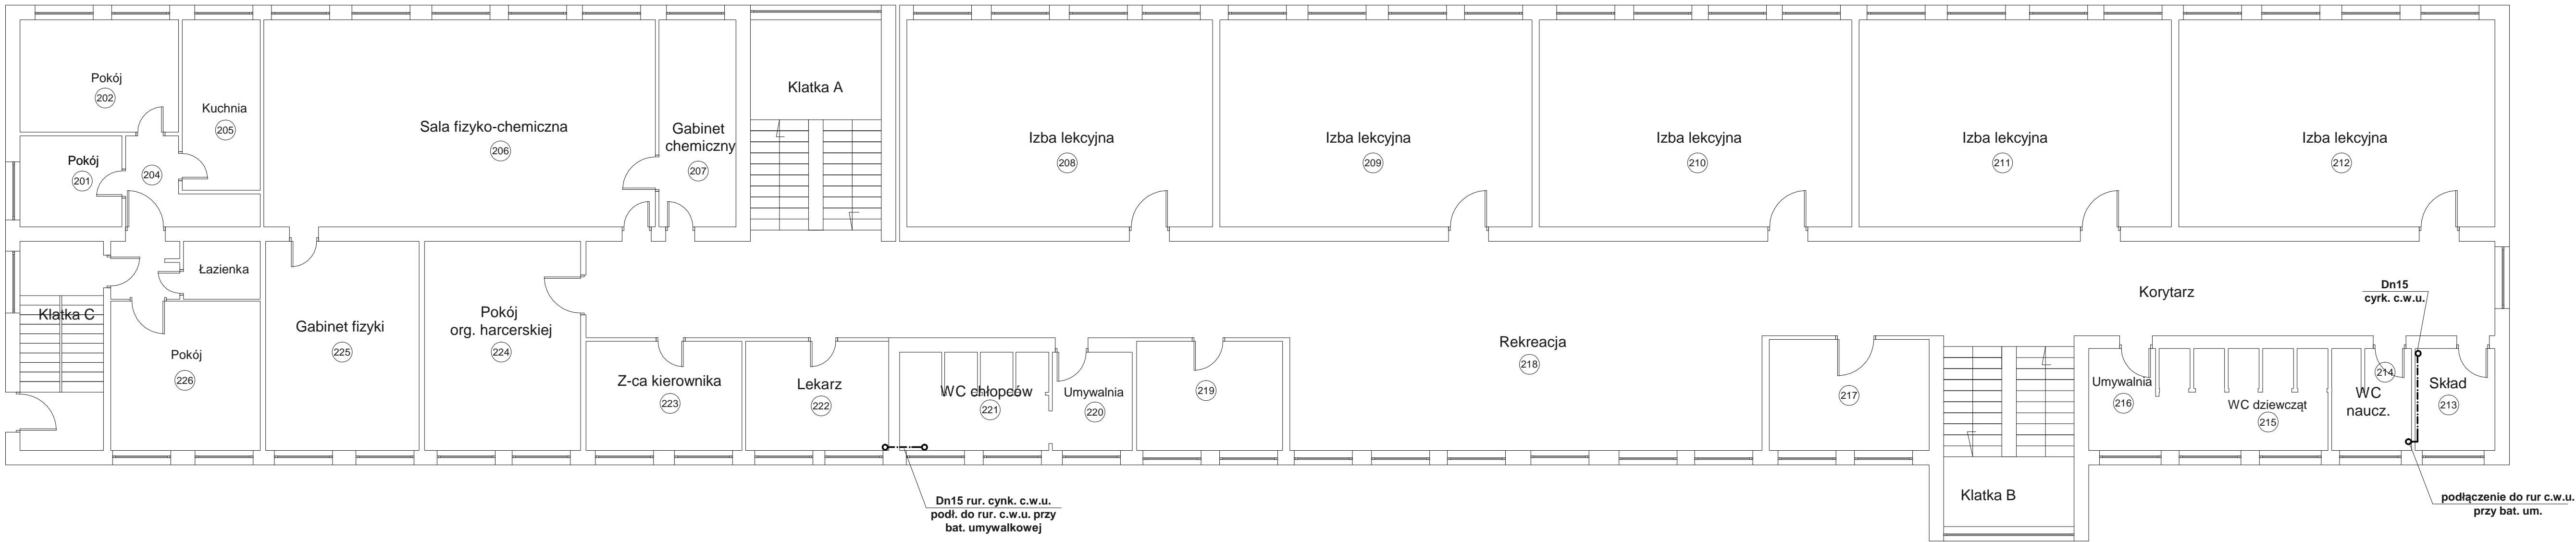 Pokój
202
Kuchnia
205
Pokój
201
204
Sala fizyko-chemiczna
206
Gabinet
chemiczny
207
Klatka A
Izba lekcyjna
208
Izba lekcyjna
209
Izba lekcyjna
210
Izba lekcyjna
211
Izba lekcyjna
212
Łazienka
Klatka C
Pokój
226
Gabinet fizyki
225
Pokój
org. harcerskiej
224
Z-ca kierownika
223
Lekarz
222
WC chłopców
221
Umywalnia
220
219
Rekreacja
218
217
Korytarz
Dn15
cyrk. c.w.u.
Klatka B
Umywalnia
216
WC dziewcząt
215
214
WC
naucz.
Skład
213
Dn15 rur. cynk. c.w.u.
podł. do rur. c.w.u. przy
bat. umywalkowej
podłączenie do rur c.w.u.
przy bat. um.